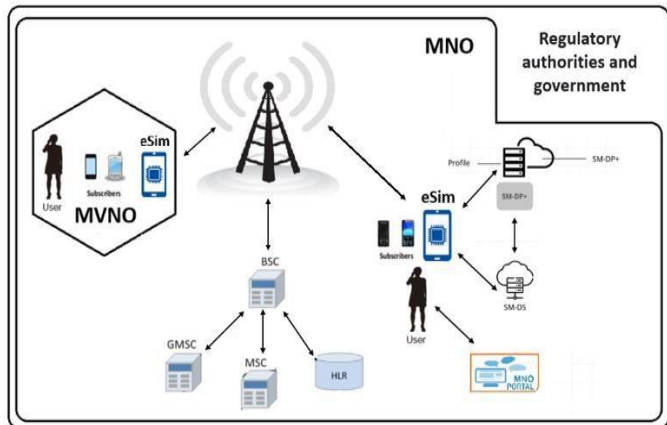 MNO
Regulatory
authorities and
government
eSim
Subscribers
User
MVNO
Profile
SM-DP+
SM-DP+
eSim
Subscribers
SM-DS
User
BSC
GMSC
MSC
HLR
MNO
PORTAL